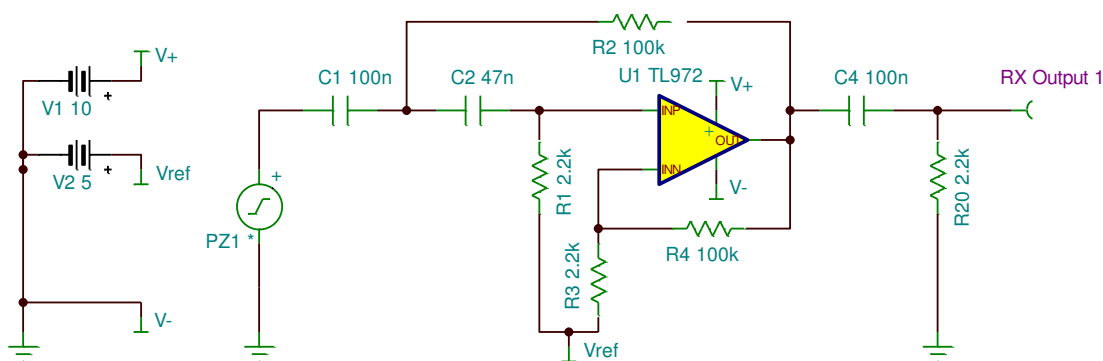 V+
V1 10
+
V2 5
+
Vref
V-
+
PZ1 *
C1 100n
C2 47n
R2 100k
U1 TL972
V+
INP
+
OUT
INN
V-
R1 2.2k
R4 100k
R3 2.2k
Vref
C4 100n
RX Output 1
R20 2.2k